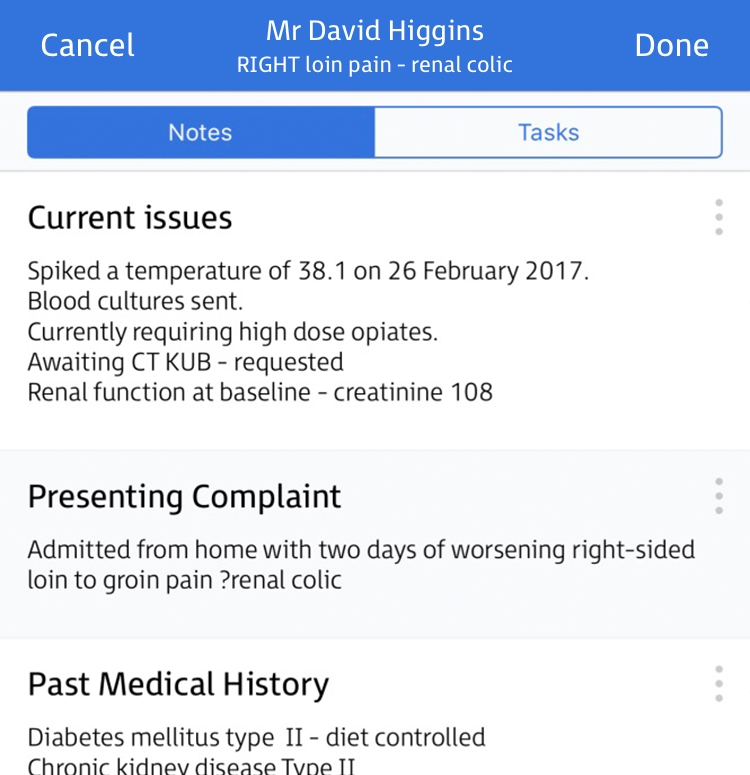 Cancel
Mr David Higgins
RIGHT loin pain - renal colic
Done
Notes
Tasks
Current issues
Spiked a temperature of 38.1 on 26 February 2017.
Blood cultures sent.
Currently requiring high dose opiates.
Awaiting CT KUB - requested
Renal function at baseline - creatinine 108
Presenting Complaint
Admitted from home with two days of worsening right-sided
loin to groin pain ?renal colic
Past Medical History
Diabetes mellitus type II - diet controlled
Chronic kidney disease Type II